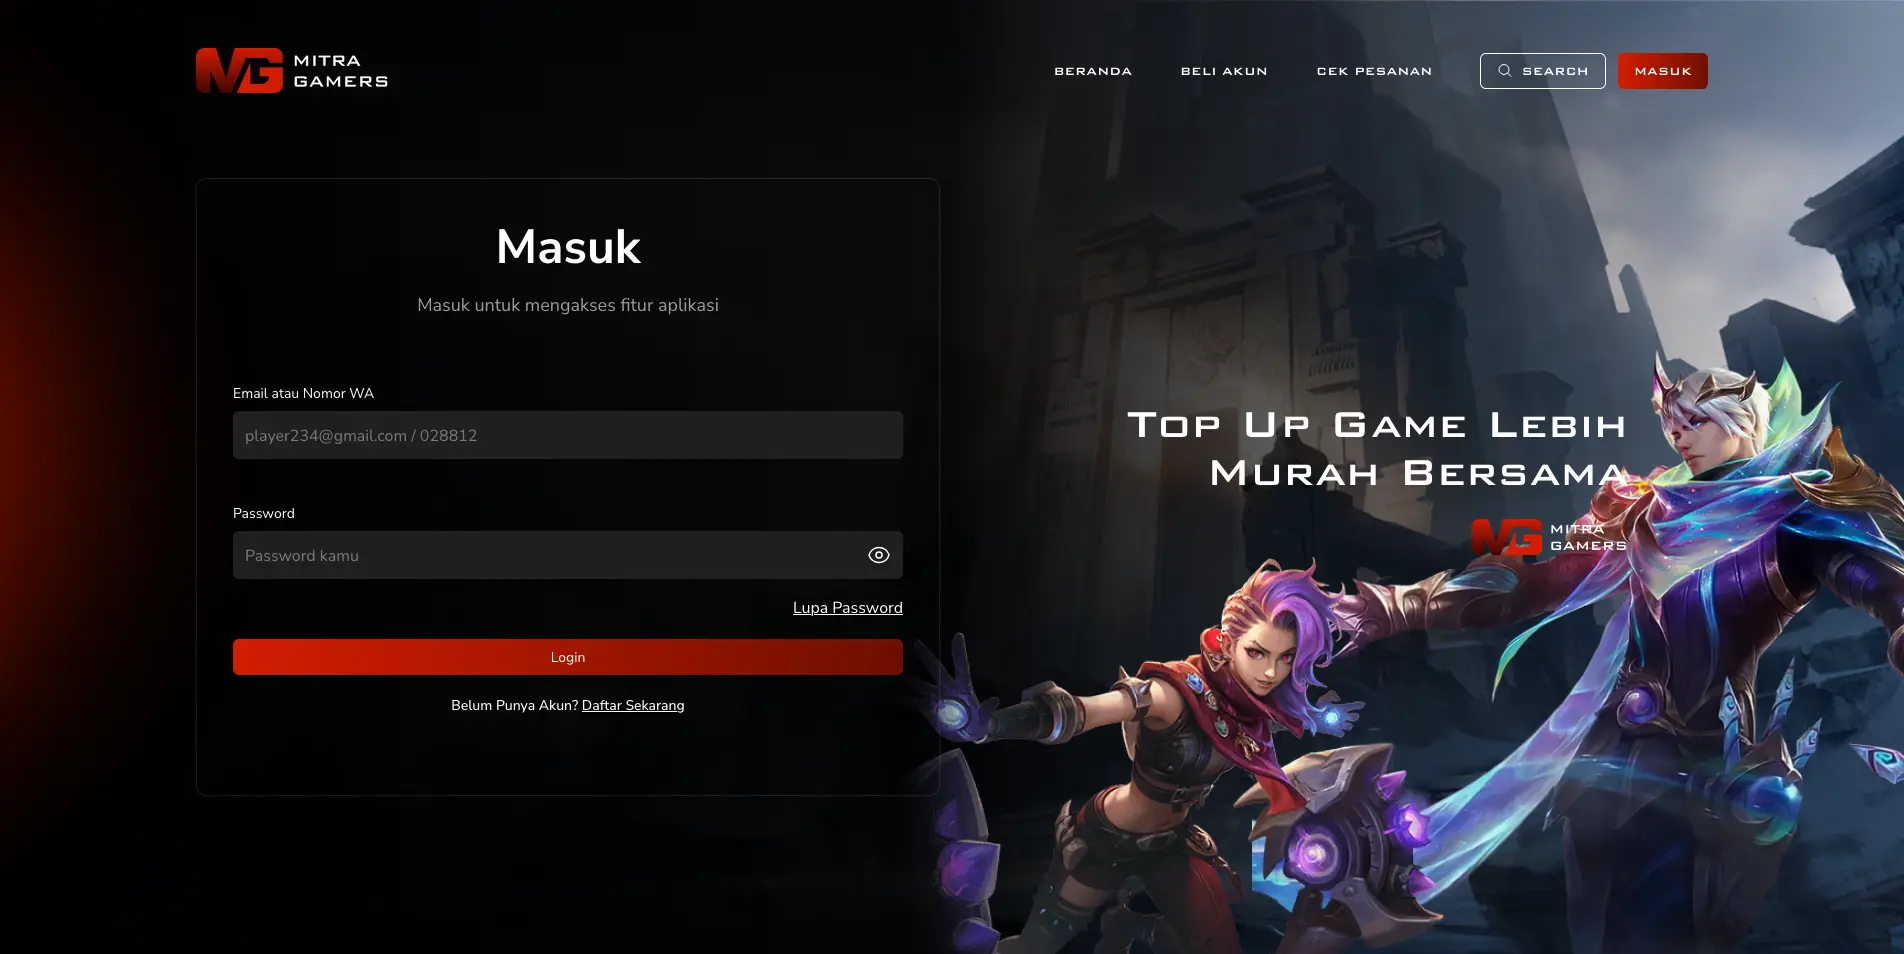 MITRA
GAMERS
BERANDA
BELI AKUN
CEK PESANAN
SEARCH
MASUK
Masuk
Masuk untuk mengakses fitur aplikasi
Email atau Nomor WA
player234@gmail.com / 028812
Password
Password kamu
Lupa Password
Login
Belum Punya Akun? Daftar Sekarang
TOP UP GAME LEBIH
MURAH BERSAMA
MG MITRA
GAMERS